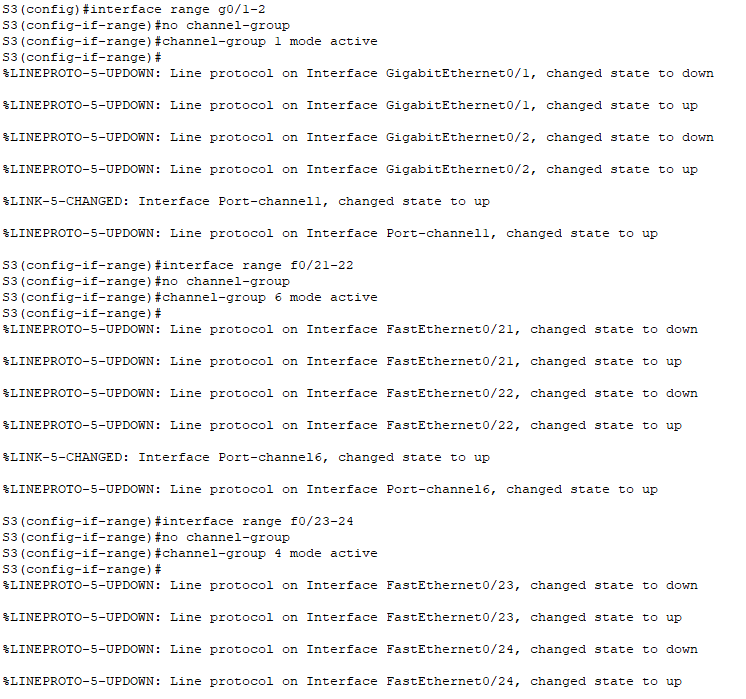 S3(config)#interface range g0/1-2
S3(config-if-range)#no channel-group
S3(config-if-range)#channel-group 1 mode active
S3(config-if-range)#
%LINEPROTO-5-UPDOWN: Line protocol on Interface GigabitEthernet0/1, changed state to down
%LINEPROTO-5-UPDOWN: Line protocol on Interface GigabitEthernet0/1, changed state to up
%LINEPROTO-5-UPDOWN: Line protocol on Interface GigabitEthernet0/2, changed state to down
%LINEPROTO-5-UPDOWN: Line protocol on Interface GigabitEthernet0/2, changed state to up
%LINK-5-CHANGED: Interface Port-channel1, changed state to up
%LINEPROTO-5-UPDOWN: Line protocol on Interface Port-channel1, changed state to up
S3(config-if-range)#interface range f0/21-22
S3(config-if-range)#no channel-group
S3(config-if-range)#channel-group 6 mode active
S3(config-if-range)#
%LINEPROTO-5-UPDOWN: Line protocol on Interface FastEthernet0/21, changed state to down
%LINEPROTO-5-UPDOWN: Line protocol on Interface FastEthernet0/21, changed state to up
%LINEPROTO-5-UPDOWN: Line protocol on Interface FastEthernet0/22, changed state to down
%LINEPROTO-5-UPDOWN: Line protocol on Interface FastEthernet0/22, changed state to up
%LINK-5-CHANGED: Interface Port-channel6, changed state to up
%LINEPROTO-5-UPDOWN: Line protocol on Interface Port-channel6, changed state to up
S3(config-if-range)#interface range f0/23-24
S3(config-if-range)#no channel-group
S3(config-if-range)#channel-group 4 mode active
S3(config-if-range)#
%LINEPROTO-5-UPDOWN: Line protocol on Interface FastEthernet0/23, changed state to down
%LINEPROTO-5-UPDOWN: Line protocol on Interface FastEthernet0/23, changed state to up
%LINEPROTO-5-UPDOWN: Line protocol on Interface FastEthernet0/24, changed state to down
%LINEPROTO-5-UPDOWN: Line protocol on Interface FastEthernet0/24, changed state to up